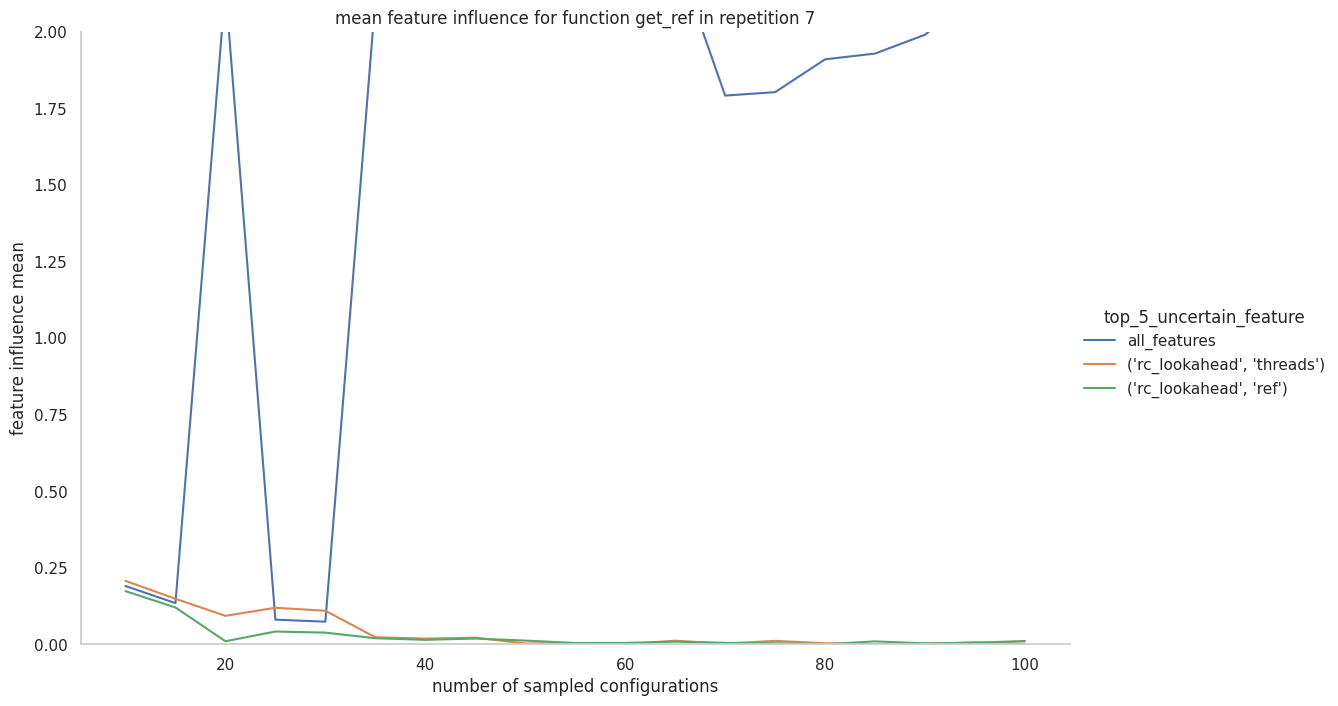 mean feature influence for function get_ref in repetition 7
2.00
1.75
1.50
1.25
1.00
0.75
0.50
0.25
0.00
feature influence mean
20
40
60
80
100
number of sampled configurations
top_5_uncertain_feature
all_features
('rc_lookahead', 'threads')
('rc_lookahead', 'ref')